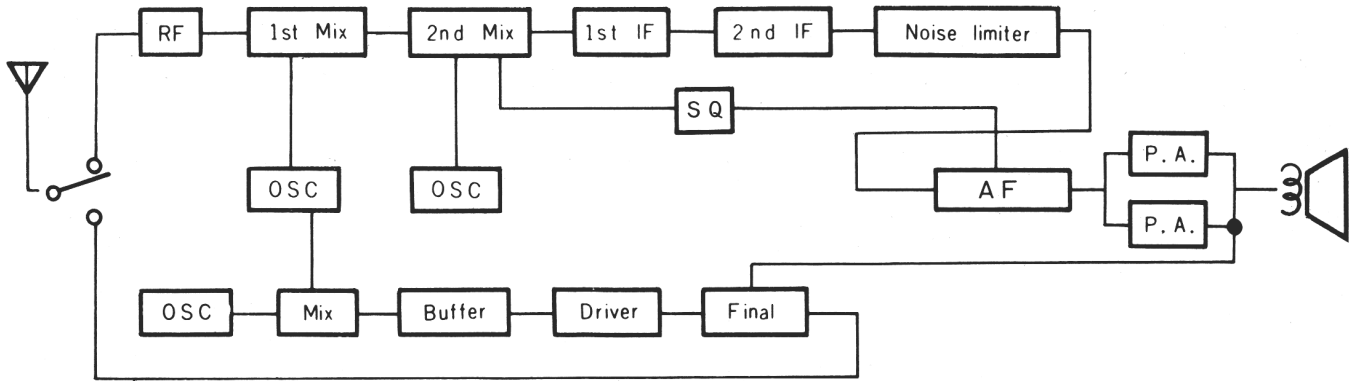 RF
1st Mix
2nd Mix
1st IF
2nd IF
Noise limiter
SQ
OSC
OSC
AF
P. A.
P. A.
OSC
Mix
Buffer
Driver
Final